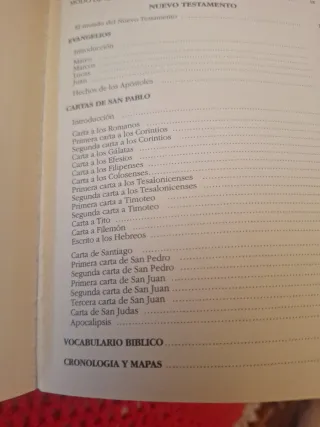 NUEVO TESTAMENTO
El mundo del Nuevo Testamento
EVANGELIOS
Introducción
Mateo
Marcos
Lucas
Juan
Hechos de los Apóstoles
CARTAS DE SAN PABLO
Introducción
Carta a los Romanos
Primera carta a los Corintios
Segunda carta a los Corintios
Carta a los Gálatas
Carta a los Efesios
Carta a los Filipenses
Carta a los Colosenses
Primera carta a los Tesalonicenses
Segunda carta a los Tesalonicenses
Primera carta a Timoteo
Segunda carta a Timoteo
Carta a Tito
Carta a Filemón
Escrito a los Hebreos
Carta de Santiago
Primera carta de San Pedro
Segunda carta de San Pedro
Primera carta de San Juan
Segunda carta de San Juan
Tercera carta de San Juan
Carta de San Judas
Apocalipsis
VOCABULARIO BIBLICO
CRONOLOGIA Y MAPAS